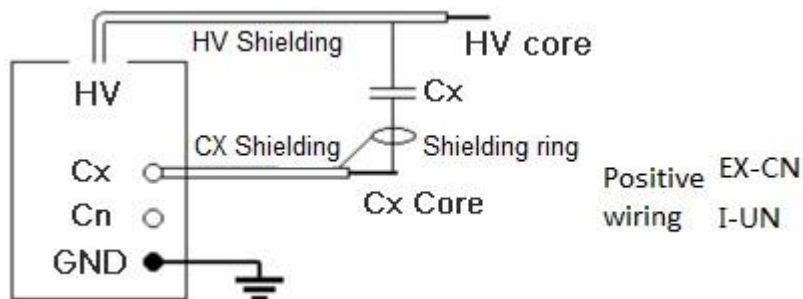 HV Shielding
HV core
HV
Cx
CX Shielding
Shielding ring
Cx
Cx Core
Cn
GND
Positive wiring
EX-CN
I-UN